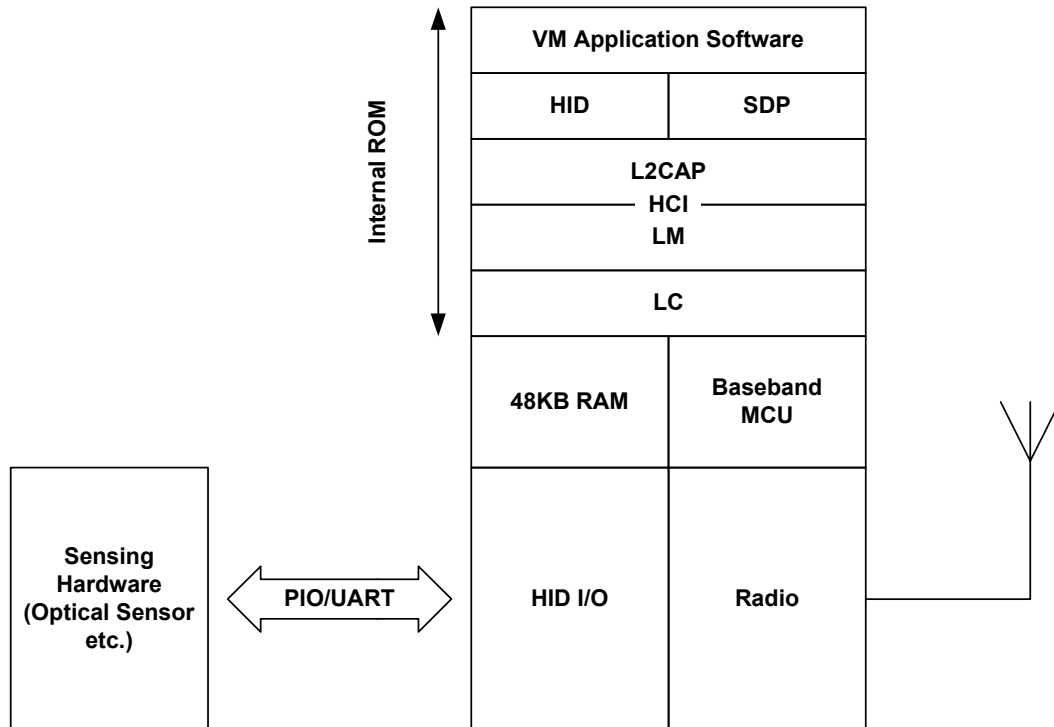 VM Application Software
HID
SDP
Internal ROM
L2CAP
HCI
LM
LC
48KB RAM
Baseband
MCU
Sensing
Hardware
(Optical Sensor
etc.)
PIO/UART
HID I/O
Radio